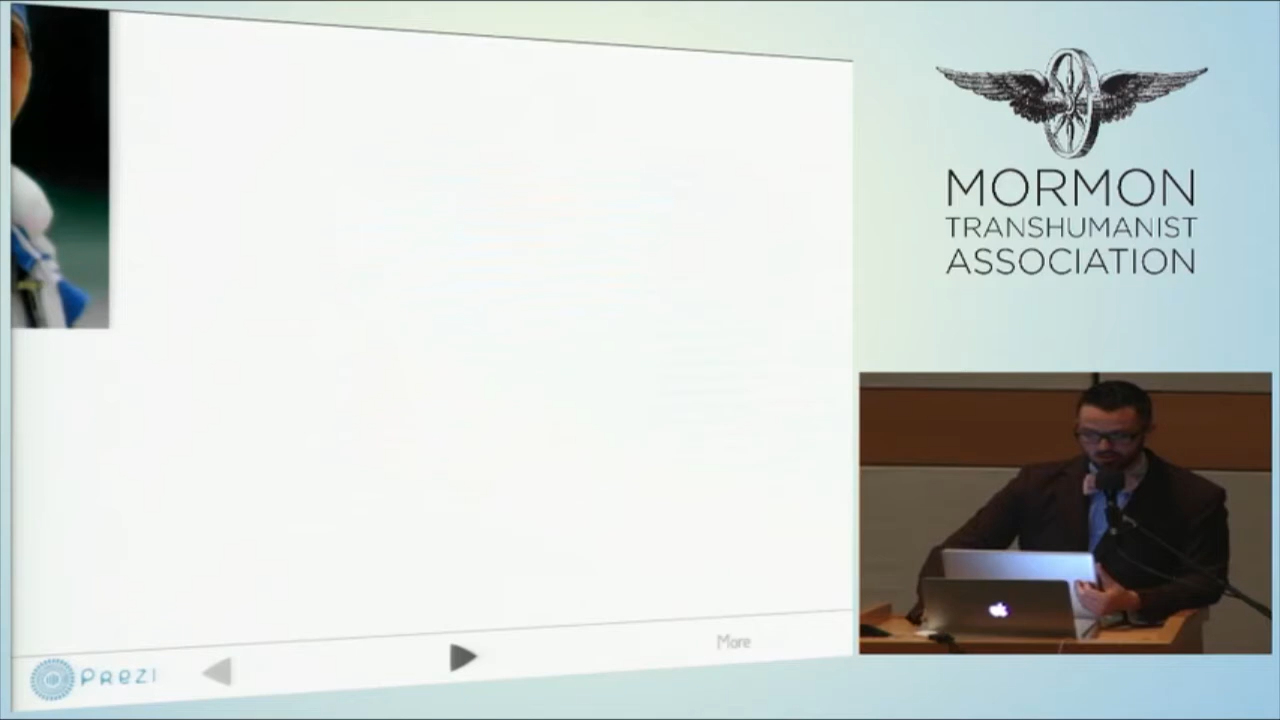 MORMON
TRANSHUMANIST
ASSOCIATION
More
PREZI